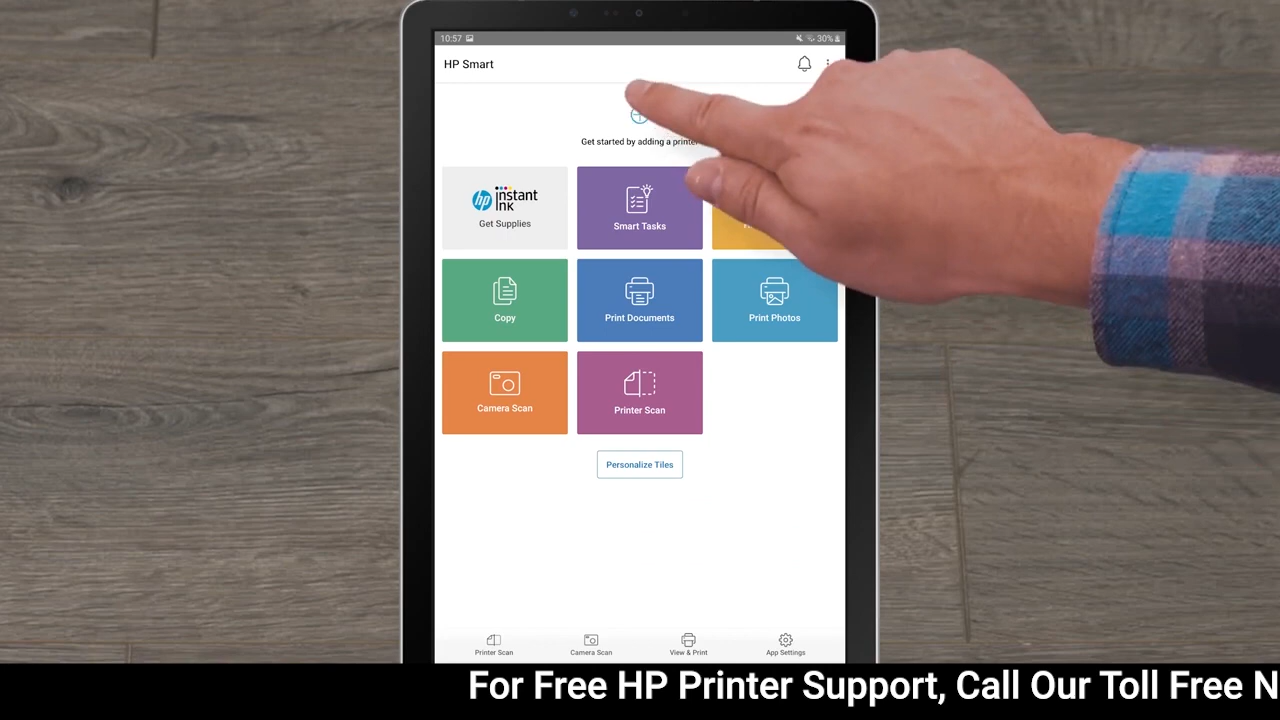 10:57
30%
HP Smart
Get started by adding a printer
hp instant ink
Get Supplies
Smart Tasks
Copy
Print Documents
Print Photos
Camera Scan
Printer Scan
Personalize Tiles
Printer Scan
Camera Scan
View & Print
App Settings
For Free HP Printer Support, Call Our Toll Free N